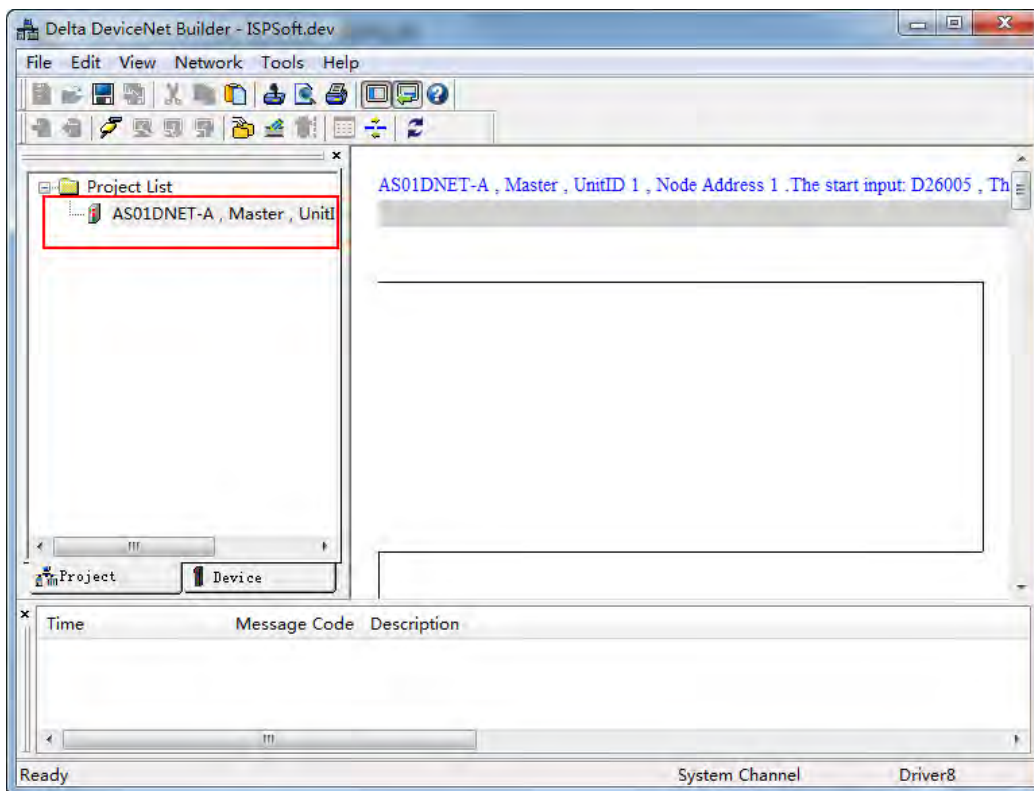 Delta DeviceNet Builder - ISPSoft.dev
File Edit View Network Tools Help
Project List
AS01DNET-A , Master , UnitI
AS01DNET-A , Master , UnitID 1 , Node Address 1 .The start input: D26005 , Th
Project Device
Time Message Code Description
Ready System Channel Driver8